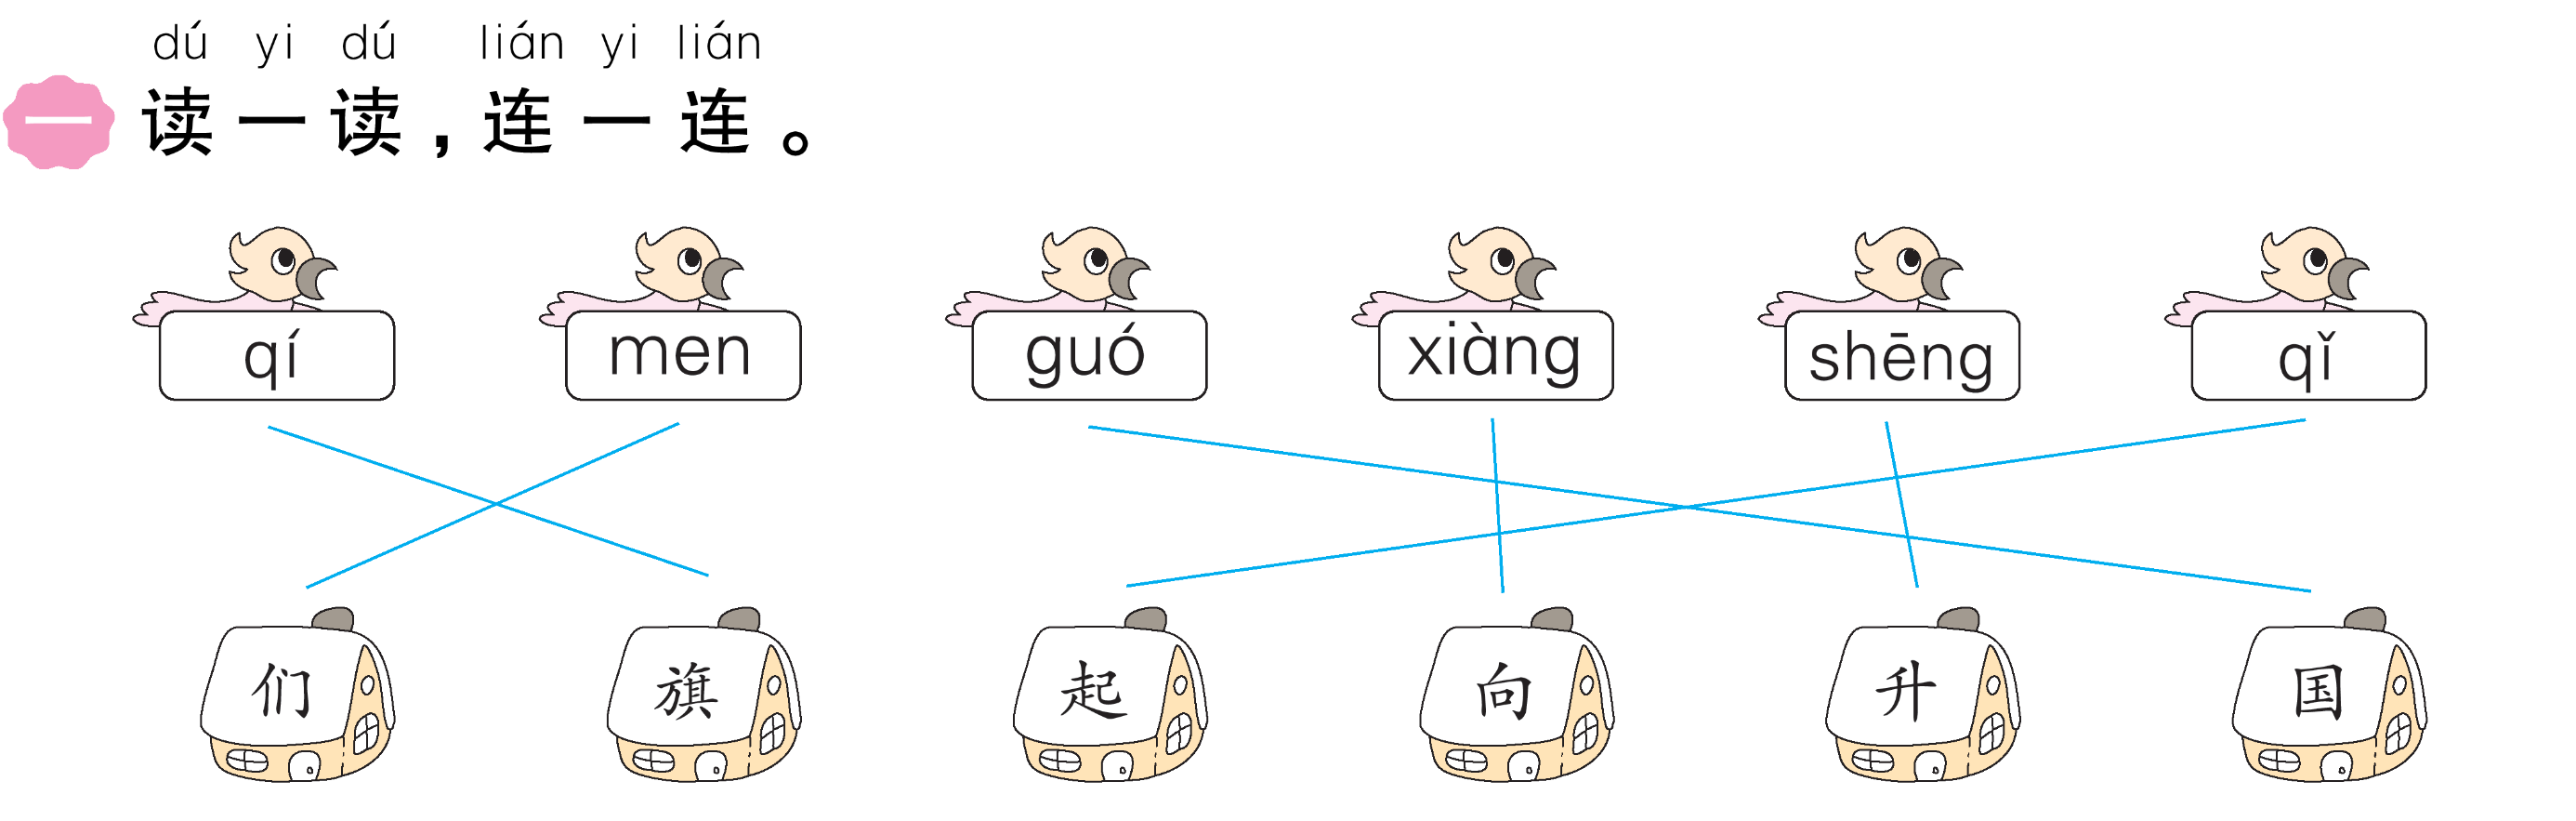 dú yi dú lián yi lián
一 读一读,连一连。
qí men guó xiàng shēng qǐ
们 旗 起 向 升 国